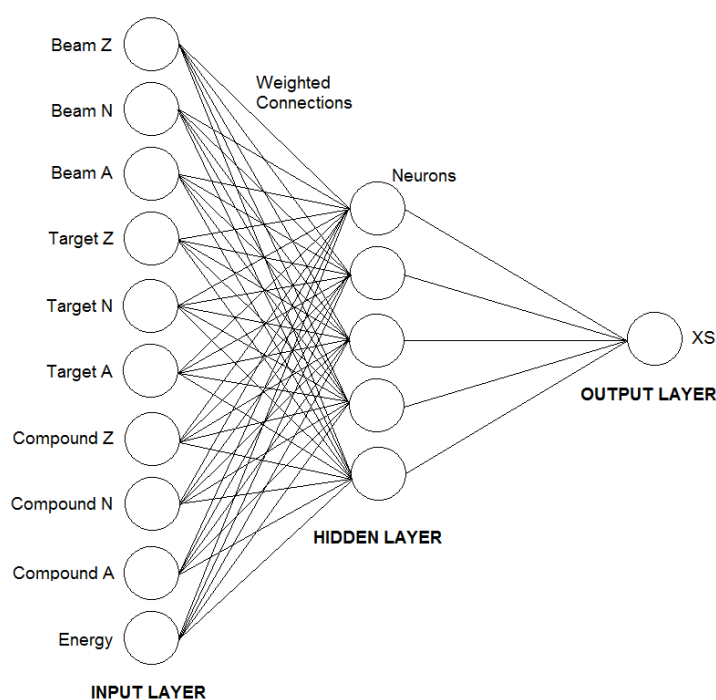 Beam Z
Weighted
Connections
Beam N
Beam A
Neurons
Target Z
Target N
XS
Target A
OUTPUT LAYER
Compound Z
Compound N
HIDDEN LAYER
Compound A
Energy
INPUT LAYER